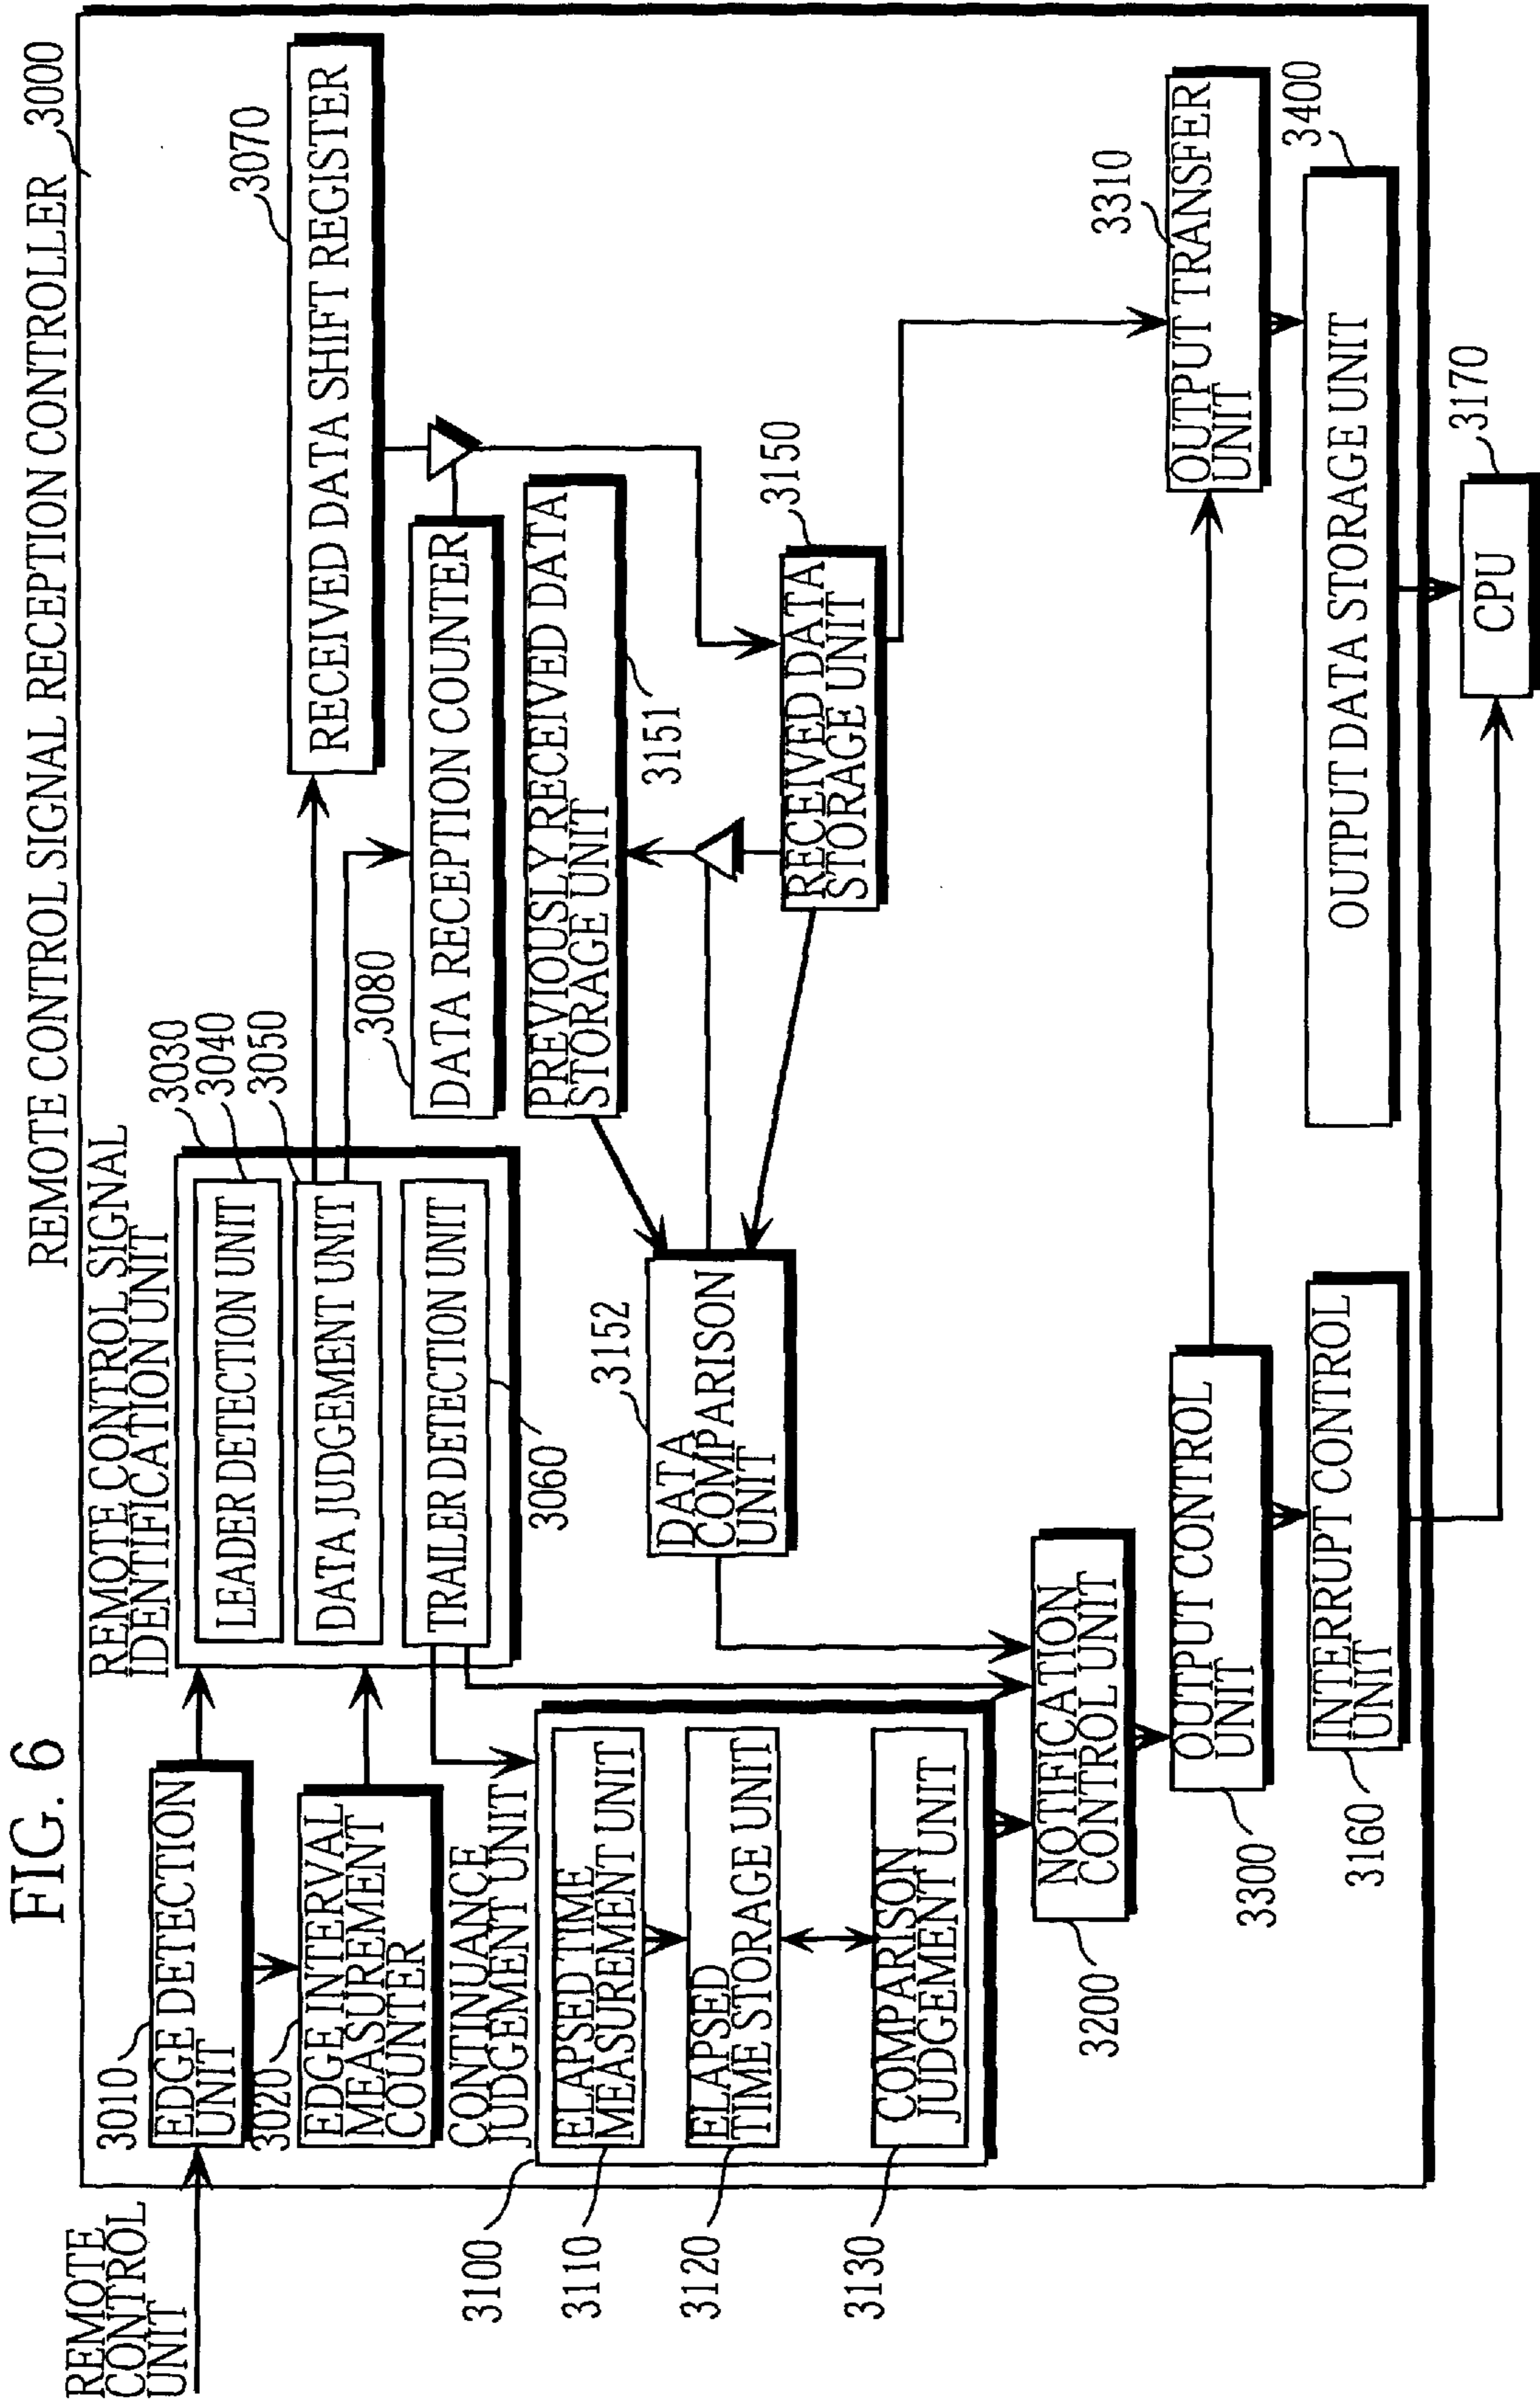 FIG. 6
REMOTE CONTROL SIGNAL RECEPTION CONTROLLER
3000
REMOTE
CONTROL
UNIT
3010
EDGE DETECTION
UNIT
3020
EDGE INTERVAL
MEASUREMENT
COUNTER
REMOTE CONTROL SIGNAL
IDENTIFICATION UNIT
3030
3040
3050
LEADER DETECTION UNIT
DATA JUDGEMENT UNIT
TRAILER DETECTION UNIT
3060
3070
RECEIVED DATA SHIFT REGISTER
3080
DATA RECEPTION COUNTER
PREVIOUSLY RECEIVED DATA
STORAGE UNIT
3151
3150
RECEIVED DATA
STORAGE UNIT
3152
DATA
COMPARISON
UNIT
CONTINUANCE
JUDGEMENT UNIT
3100
ELAPSED TIME
MEASUREMENT UNIT
3110
ELAPSED
TIME STORAGE UNIT
3120
COMPARISON
JUDGEMENT UNIT
3130
NOTIFICATION
CONTROL UNIT
3200
OUTPUT CONTROL
UNIT
3300
3310
OUTPUT TRANSFER
UNIT
INTERRUPT CONTROL
UNIT
3160
3400
OUTPUT DATA STORAGE UNIT
3170
CPU